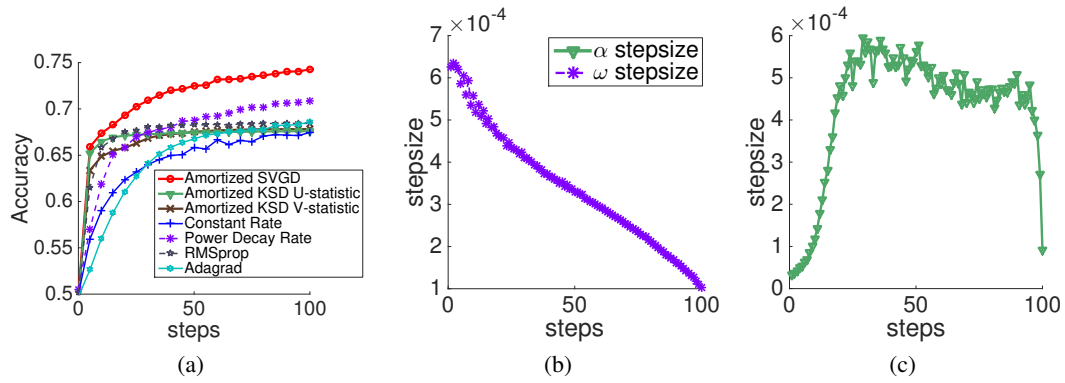 0.75
0.7
0.65
0.6
0.55
0.5
Accuracy
Amortized SVGD
Amortized KSD U-statistic
Amortized KSD V-statistic
Constant Rate
Power Decay Rate
RMSprop
Adagrad
0 50 100
steps
(a)
×10⁻⁴
7
6
5
4
3
2
1
stepsize
α stepsize
ω stepsize
0 50 100
steps
(b)
×10⁻⁴
6
5
4
3
2
1
0
stepsize
0 50 100
steps
(c)